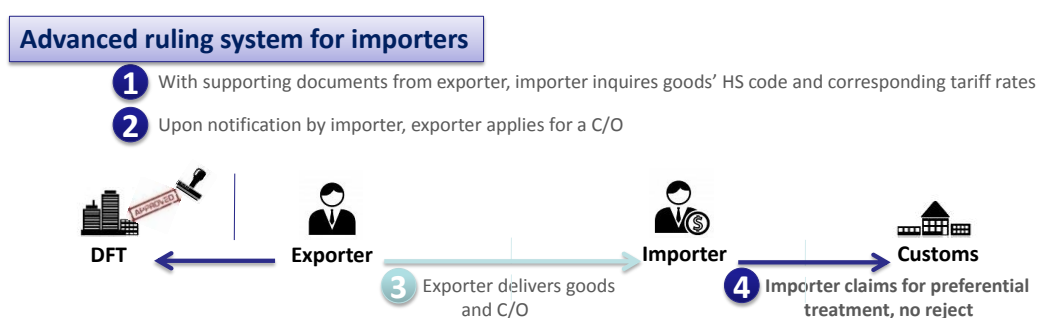 Advanced ruling system for importers
1 With supporting documents from exporter, importer inquires goods' HS code and corresponding tariff rates
2 Upon notification by importer, exporter applies for a C/O
APPROVED
DFT
Exporter
Importer
Customs
3 Exporter delivers goods
and C/O
4 Importer claims for preferential
treatment, no reject